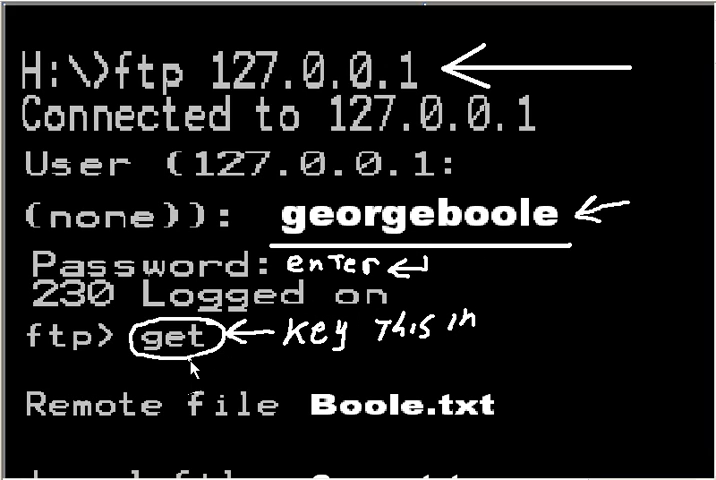 H:\>ftp 127.0.0.1
Connected to 127.0.0.1
User (127.0.0.1:
(none)): georgeboole
Password: enter
230 Logged on
ftp> get key this in
Remote file Boole.txt